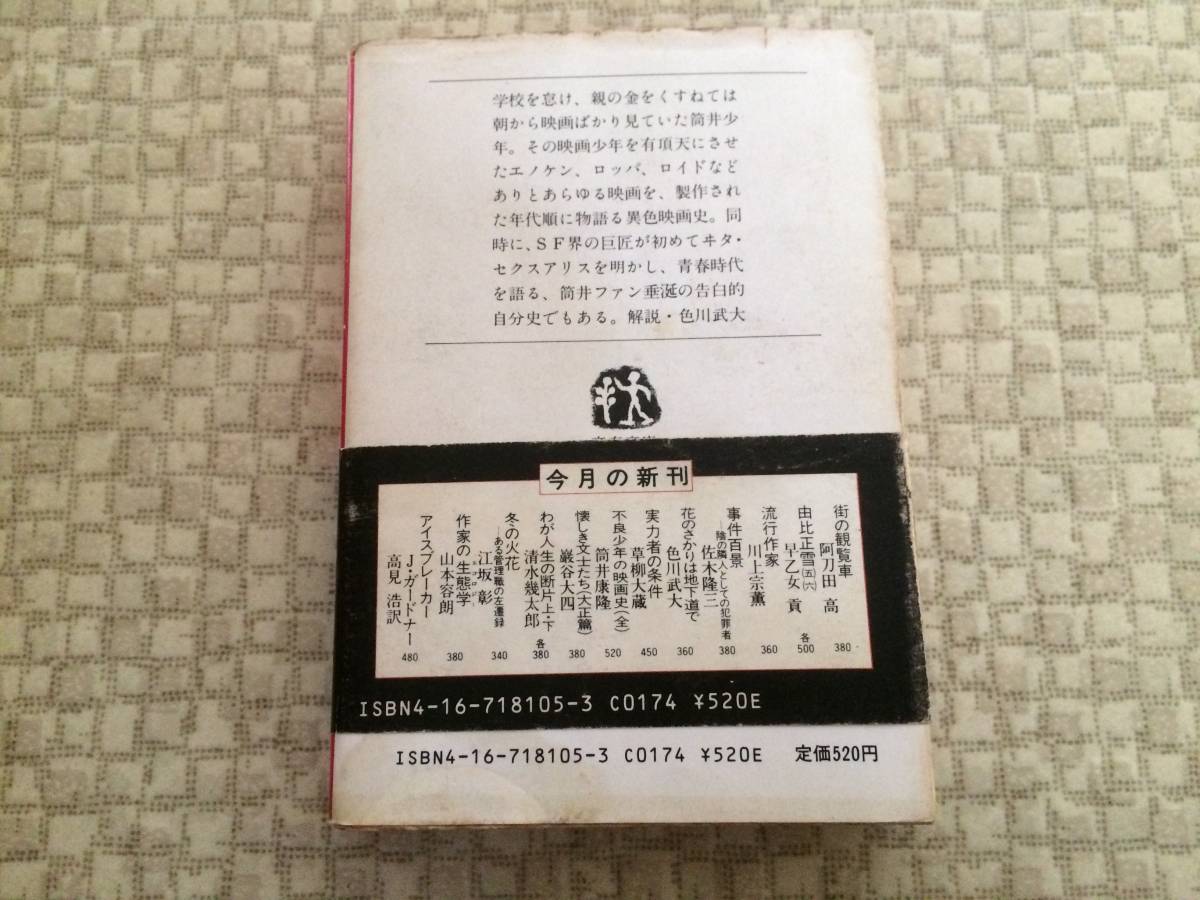 学校を怠け、親の金をくすねては
朝から映画ばかり見ていた筒井少
年。その映画少年を有頂天にさせ
たエノケン、ロッパ、ロイドなど
ありとあらゆる映画を、製作され
た年代順に物語る異色映画史。同
時に、SF界の巨匠が初めてヰタ・
セクスアリスを明かし、青春時代
を語る、筒井ファン垂涎の告白的
自分史でもある。解説・色川武大
今月の新刊
街の観覧車
阿刀田 高
380
由比正雪(五)(六)
早乙女 貢
各500
流行作家
川上宗薫
360
事件百景
―陰の隣人としての犯罪者
佐木隆三
380
花のさかりは地下道で
色川武大
360
実力者の条件
草柳大蔵
450
不良少年の映画史(全)
筒井康隆
520
懐しき文士たち(大正篇)
巌谷大四
380
わが人生の断片 上・下
清水幾太郎
各380
冬の火花
―ある管理職の左遷録
江坂 彰
340
作家の生態学
山本容朗
380
アイスブレーカー
J・ガードナー
高見 浩訳
480
ISBN4-16-718105-3 C0174 ¥520E
ISBN4-16-718105-3 C0174 ¥520E 定価520円